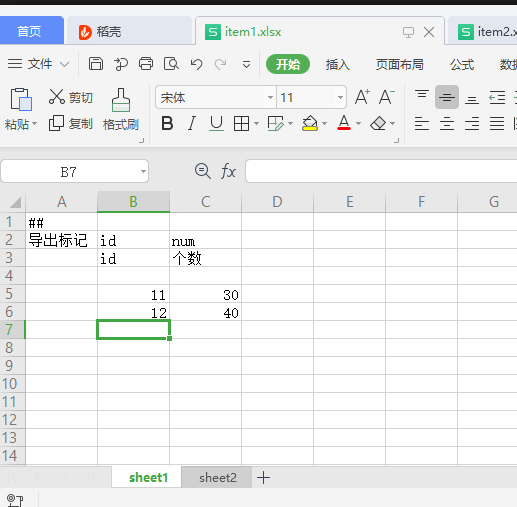 首页
稻壳
item1.xlsx
item2.x
文件
开始
插入
页面布局
公式
数据
粘贴
剪切
复制
格式刷
宋体
11
A+ A-
B I U A
B7
fx
A B C D E F G
1 ##
2 导出标记 id num
3 id 个数
4
5 11 30
6 12 40
7
8
9
10
11
12
13
14
sheet1 sheet2